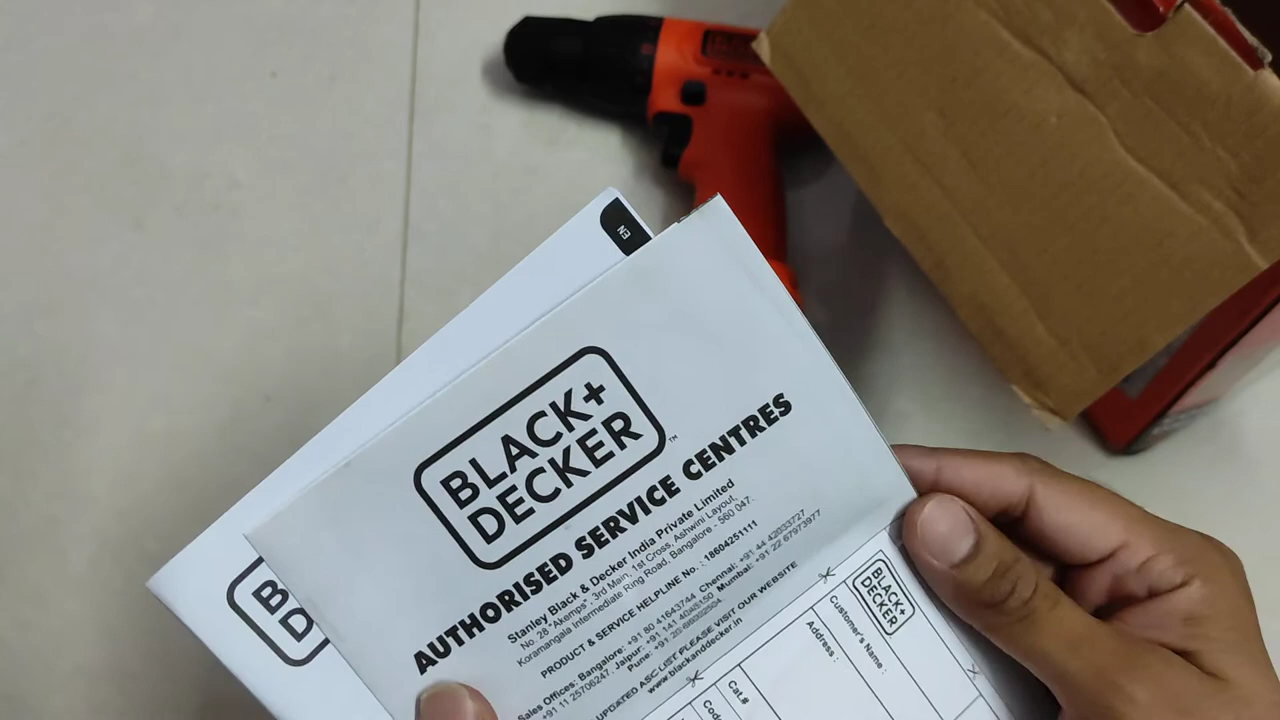 EN
BLACK+
DECKER
™
AUTHORISED SERVICE CENTRES
Stanley Black & Decker India Private Limited
No. 28 "Akemps", 3rd Main, 1st Cross, Ashwini Layout,
Koramangala Intermediate Ring Road, Bangalore - 560 047.
PRODUCT & SERVICE HELPLINE No. : 18604251111
Sales Offices: Bangalore: +91 80 41643744 Chennai: +91 44 42033727
+91 11 25706247. Jaipur: +91 141 Mumbai: +91 22 67973977
Pune: +91 20
UPDATED ASC LIST PLEASE VISIT OUR WEBSITE
www.blackanddecker.in
BLACK+
DECKER
Customer's Name :
Address :
Cat.#
Code
B
D